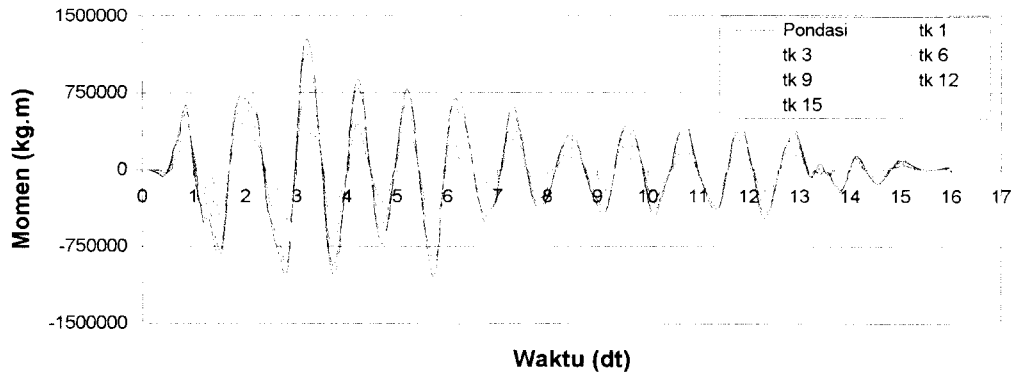 1500000
750000
0
-750000
-1500000
Momen (kg.m)
Pondasi tk 1
tk 3 tk 6
tk 9 tk 12
tk 15
0 1 2 3 4 5 6 7 8 9 10 11 12 13 14 15 16 17
Waktu (dt)